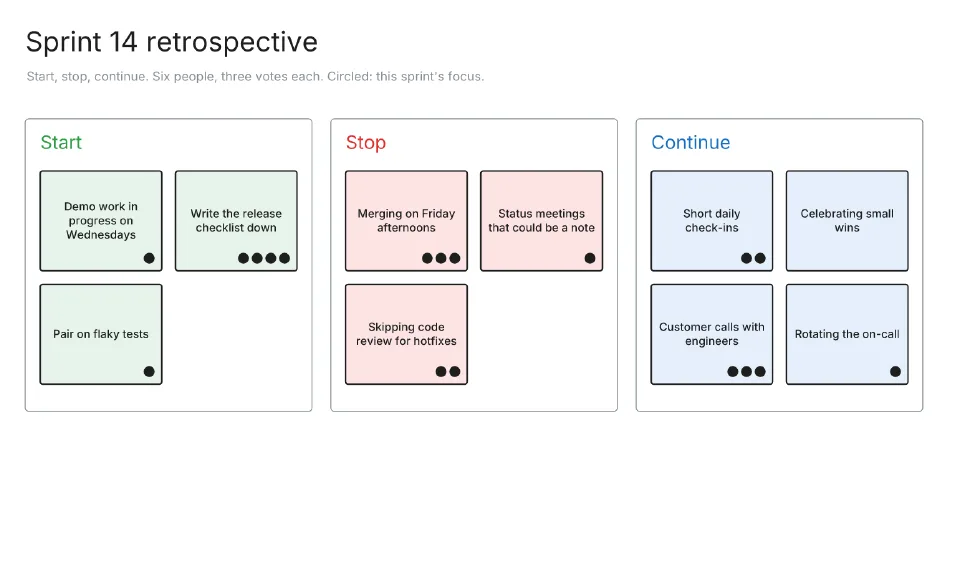 Sprint 14 retrospective
Start, stop, continue. Six people, three votes each. Circled: this sprint's focus.
Start
Demo work in
progress on
Wednesdays
Write the release
checklist down
Pair on flaky tests
Stop
Merging on Friday
afternoons
Status meetings
that could be a note
Skipping code
review for hotfixes
Continue
Short daily
check-ins
Celebrating small
wins
Customer calls with
engineers
Rotating the on-call